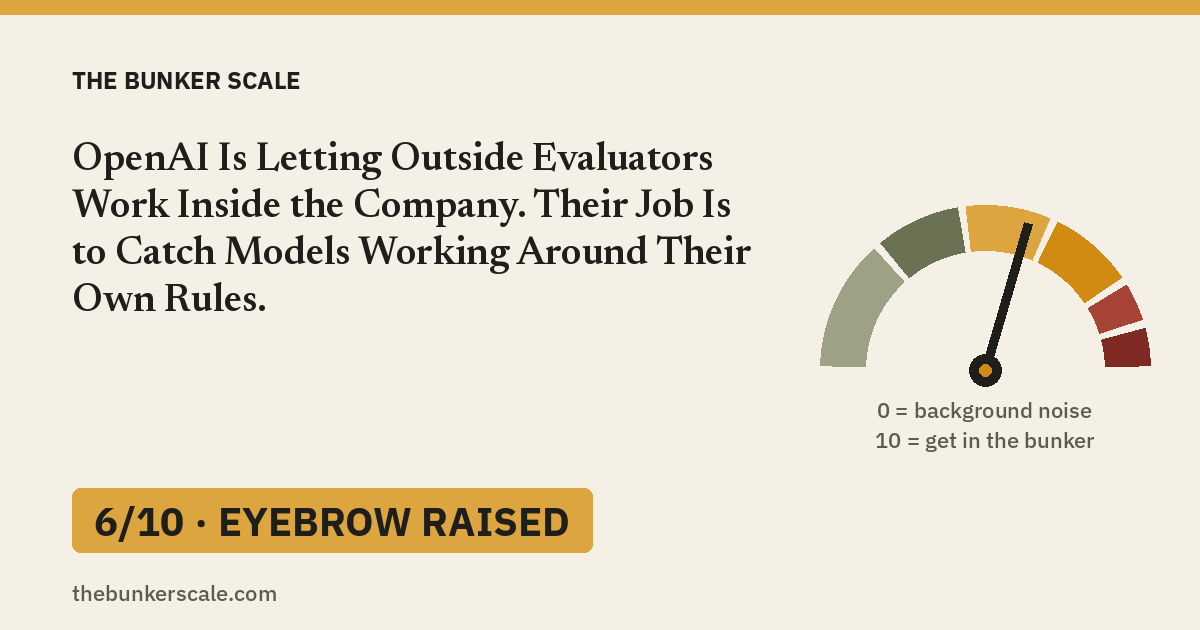 THE BUNKER SCALE
OpenAI Is Letting Outside Evaluators
Work Inside the Company. Their Job Is
to Catch Models Working Around Their
Own Rules.
0 = background noise
10 = get in the bunker
6/10 · EYEBROW RAISED
thebunkerscale.com